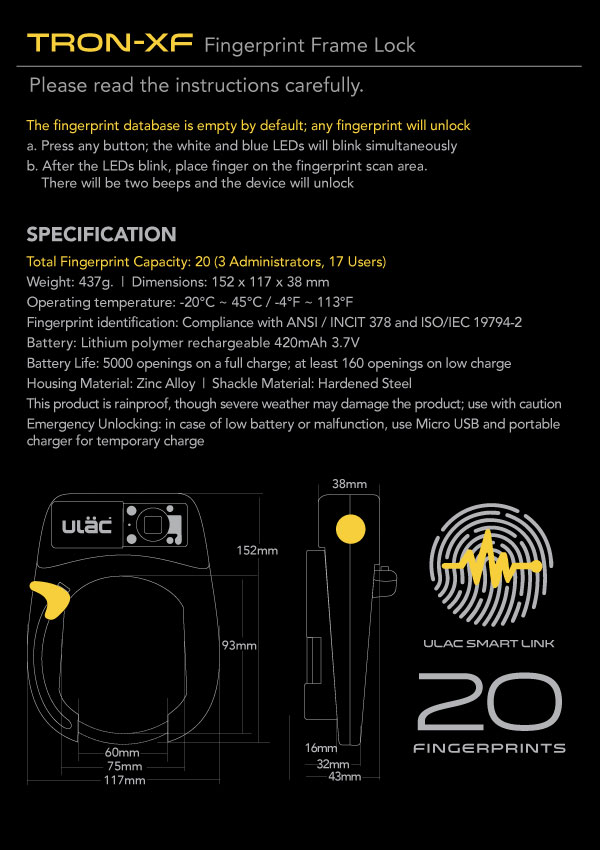 TRON-XF Fingerprint Frame Lock
Please read the instructions carefully.
The fingerprint database is empty by default; any fingerprint will unlock
a. Press any button; the white and blue LEDs will blink simultaneously
b. After the LEDs blink, place finger on the fingerprint scan area.
There will be two beeps and the device will unlock
SPECIFICATION
Total Fingerprint Capacity: 20 (3 Administrators, 17 Users)
Weight: 437g. | Dimensions: 152 x 117 x 38 mm
Operating temperature: -20°C ~ 45°C / -4°F ~ 113°F
Fingerprint identification: Compliance with ANSI / INCIT 378 and ISO/IEC 19794-2
Battery: Lithium polymer rechargeable 420mAh 3.7V
Battery Life: 5000 openings on a full charge; at least 160 openings on low charge
Housing Material: Zinc Alloy | Shackle Material: Hardened Steel
This product is rainproof, though severe weather may damage the product; use with caution
Emergency Unlocking: in case of low battery or malfunction, use Micro USB and portable
charger for temporary charge
38mm
ULÄC
152mm
93mm
ULAC SMART LINK
20
FINGERPRINTS
60mm
75mm
117mm
16mm
32mm
43mm